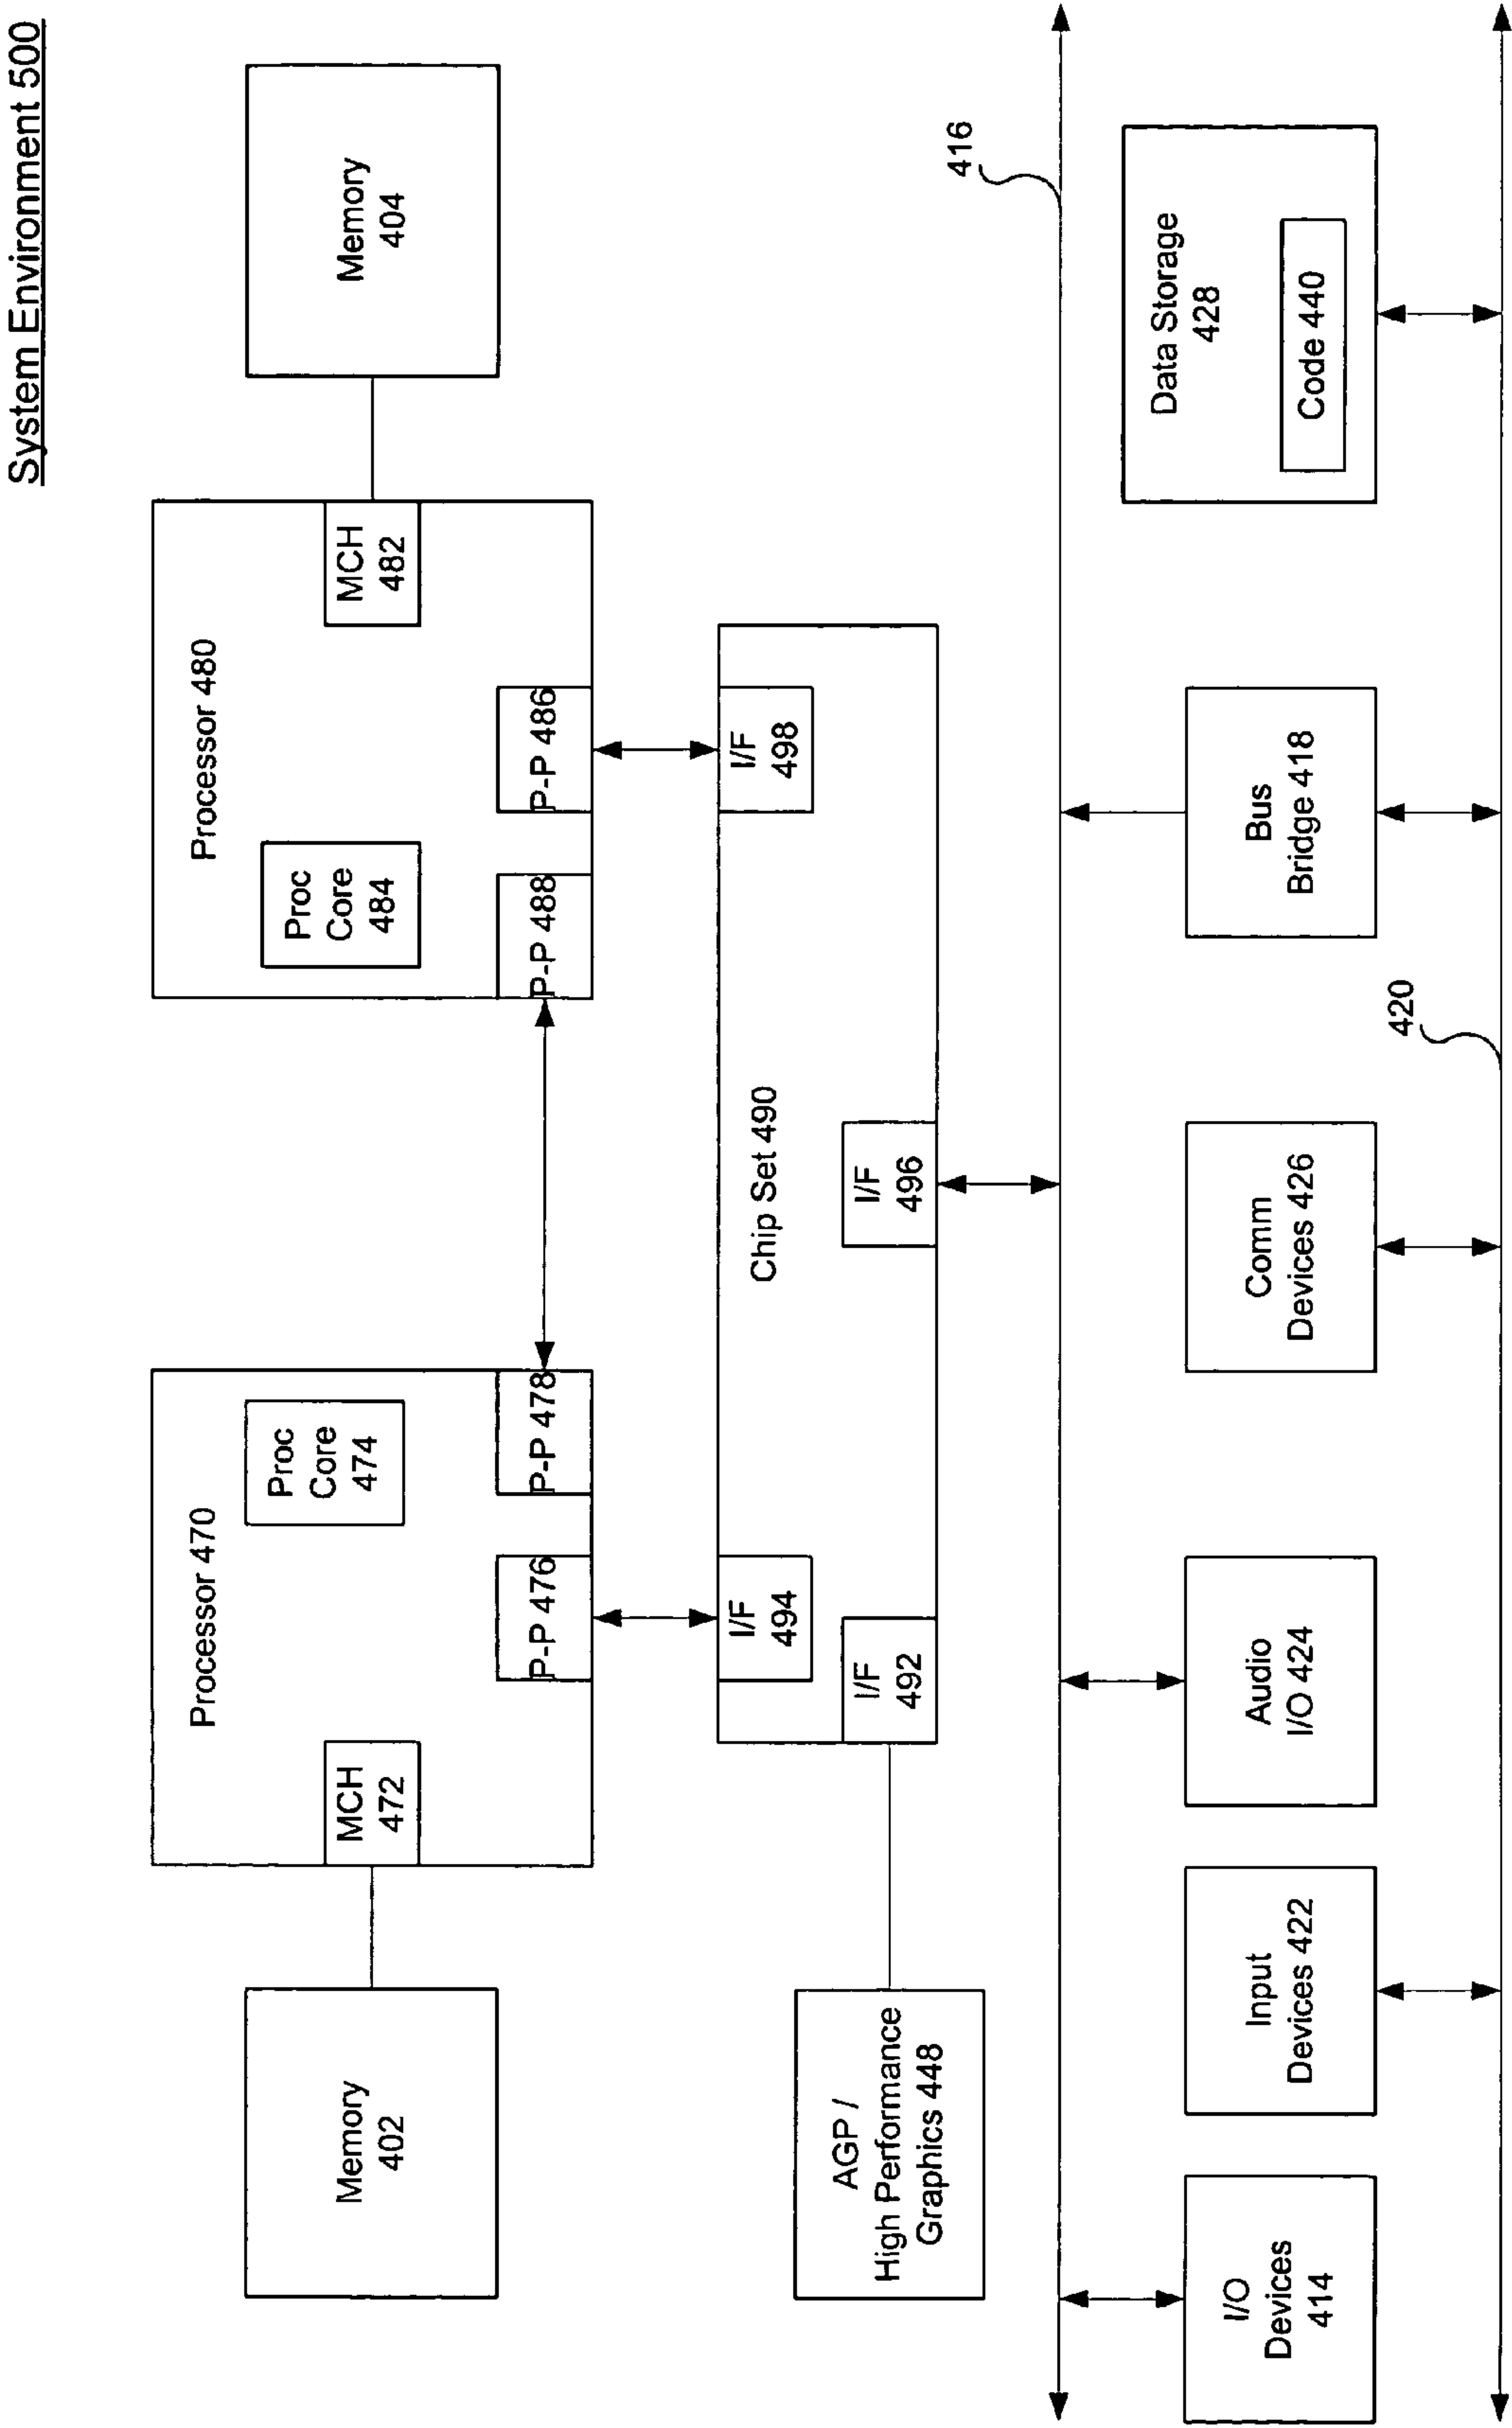 System Environment 500
Processor 470
Processor 480
Proc
Core
474
Proc
Core
484
Memory
402
MCH
472
MCH
482
Memory
404
P-P 476
P-P 478
P-P 488
P-P 486
I/F
494
Chip Set 490
I/F
498
AGP /
High Performance
Graphics 448
I/F
492
I/F
496
416
I/O
Devices
414
Input
Devices 422
Audio
I/O 424
Comm
Devices 426
Bus
Bridge 418
Data Storage
428
Code 440
420